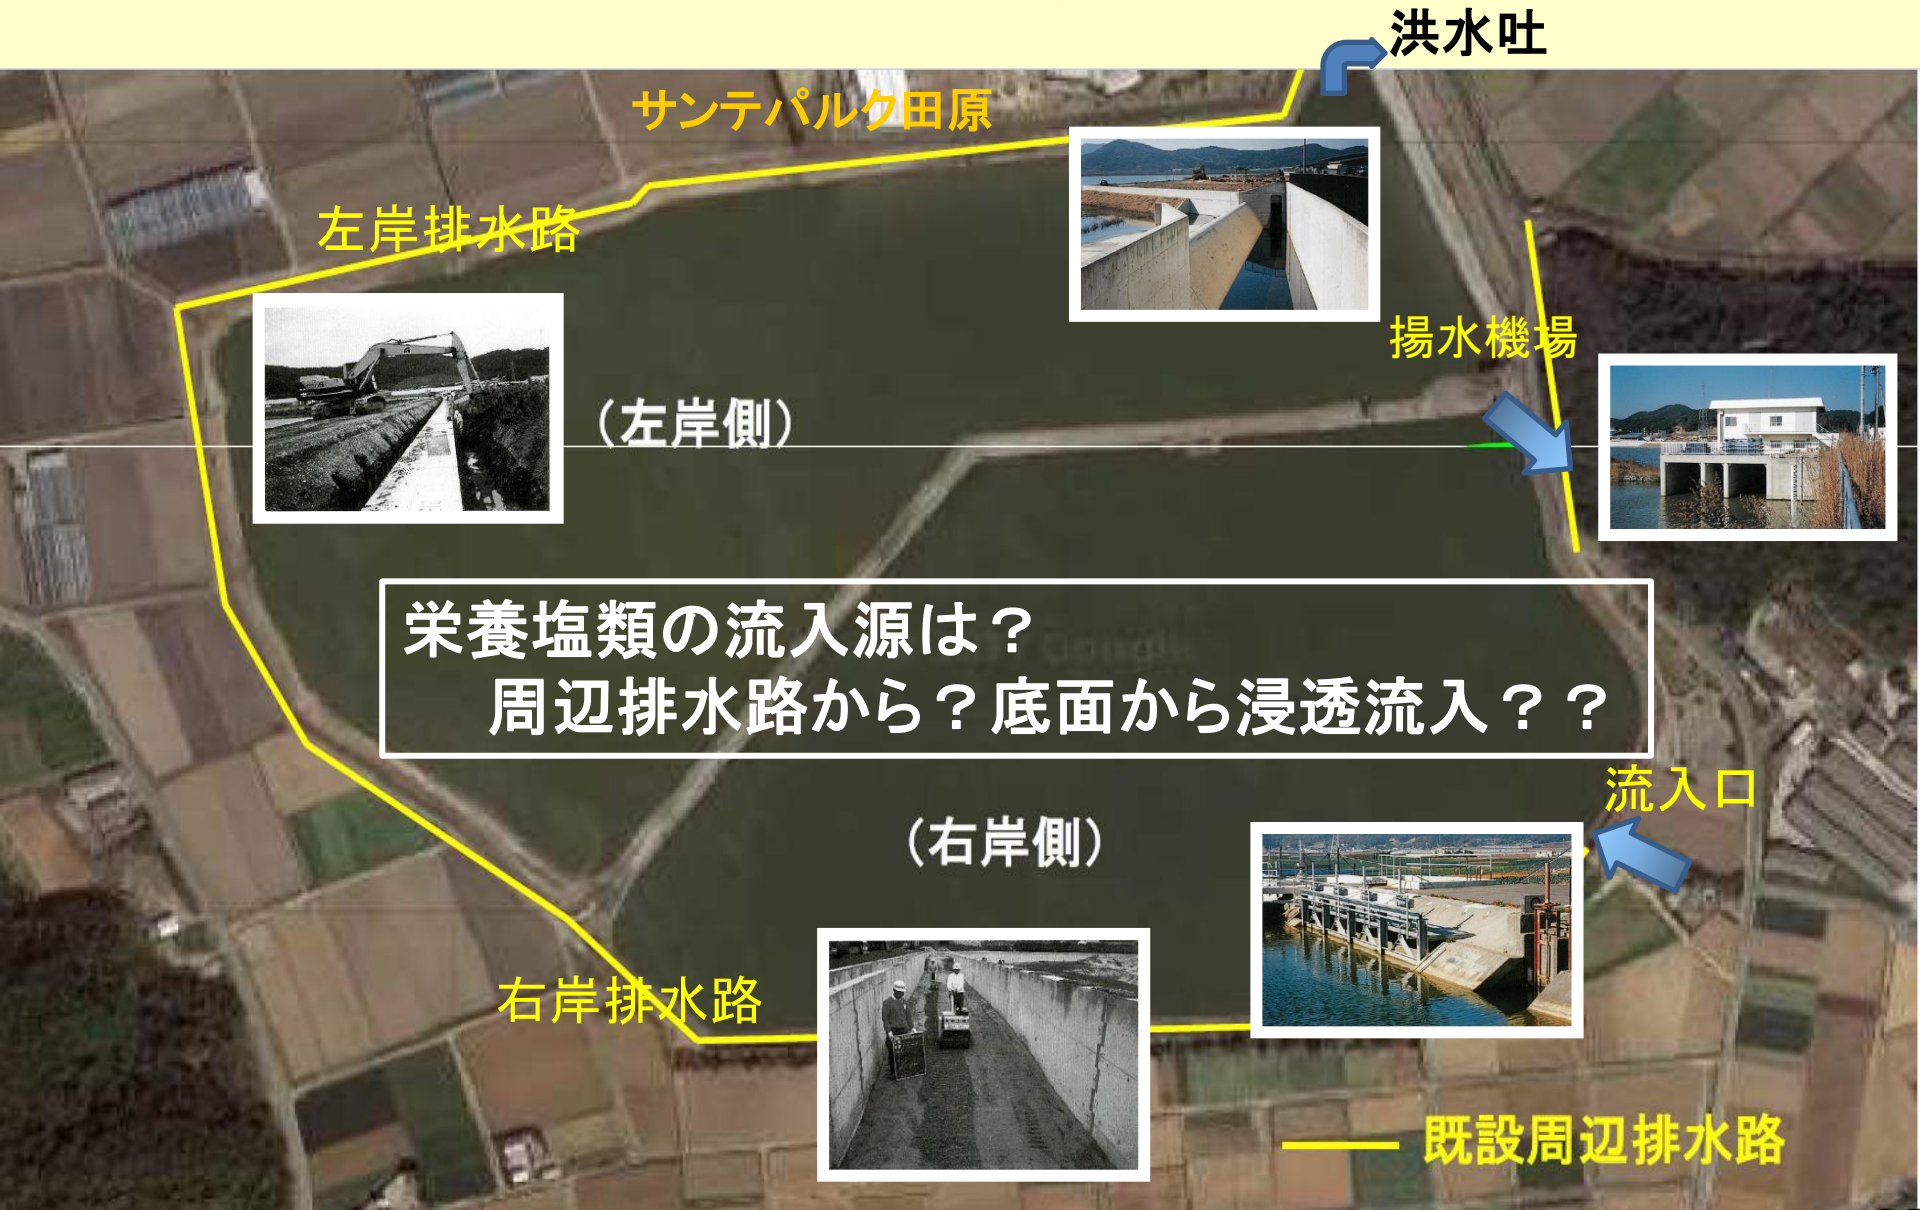 洪水吐
サンテパルク田原
左岸排水路
揚水機場
（左岸側）
栄養塩類の流入源は？
周辺排水路から？底面から浸透流入？？
流入口
（右岸側）
右岸排水路
既設周辺排水路